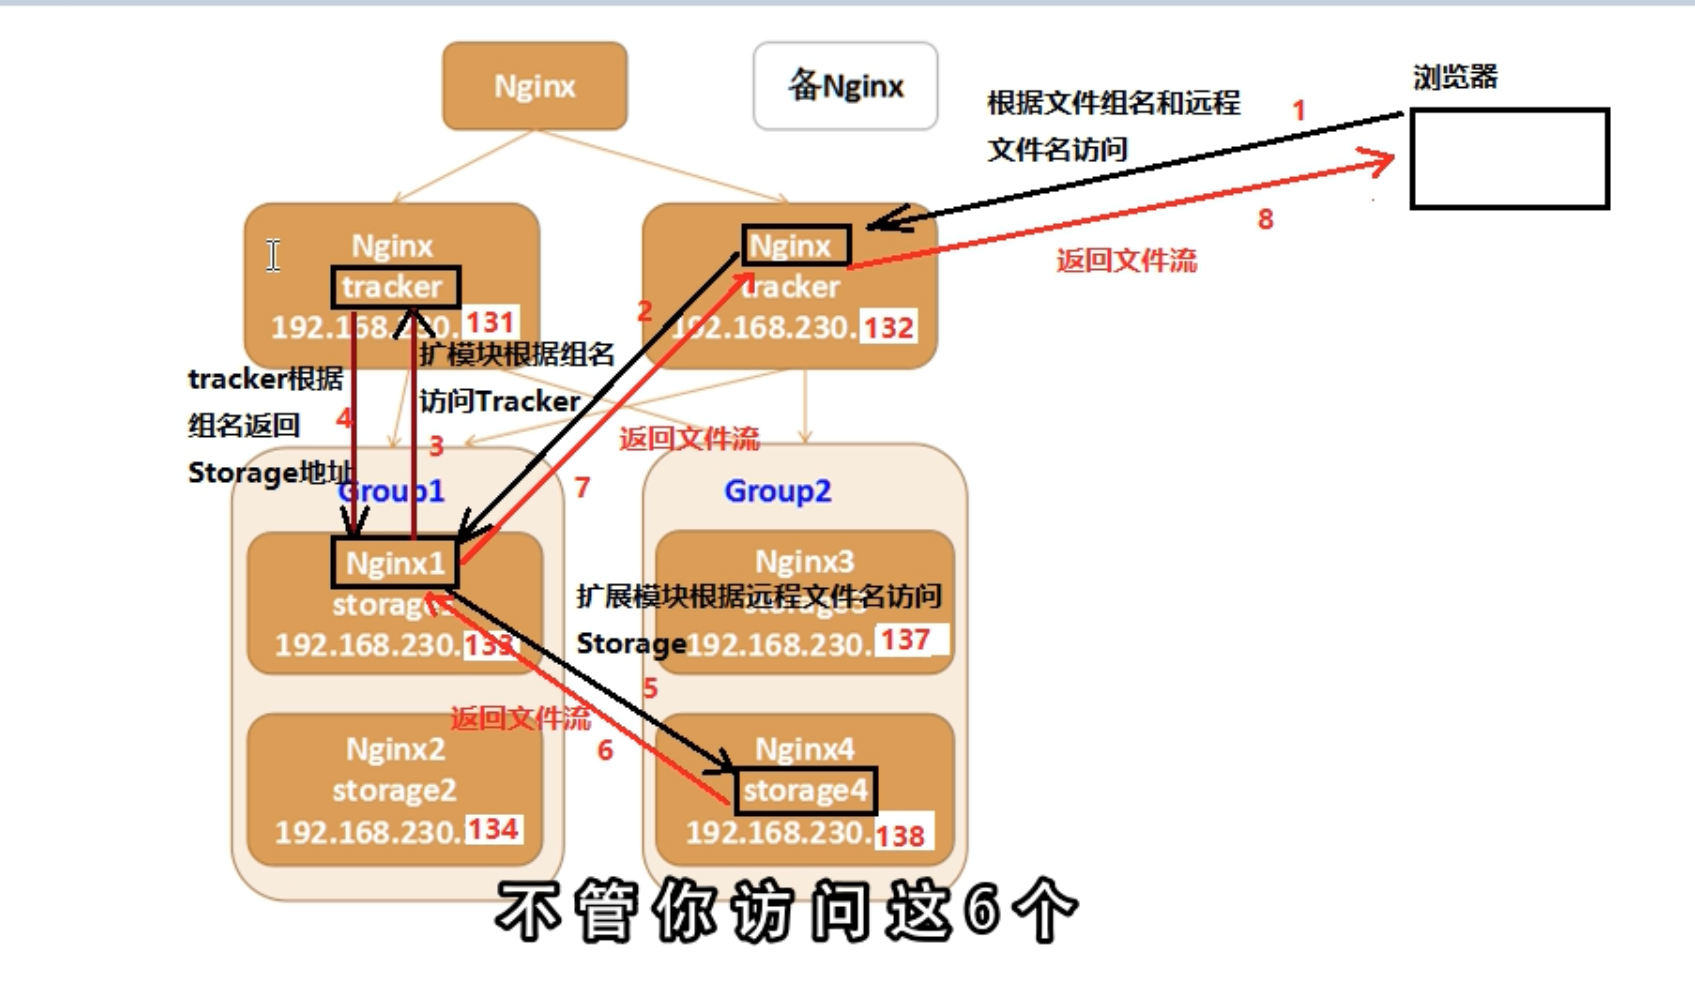 Nginx
备Nginx
浏览器
根据文件组名和远程
文件名访问
1
8
返回文件流
Nginx
tracker
192.168.230.131
Nginx
tracker
192.168.230.132
2
扩模块根据组名
访问Tracker
3
tracker根据
组名返回
Storage地址
4
返回文件流
7
Group1
Nginx1
storage
192.168.230.133
Nginx2
storage2
192.168.230.134
Group2
Nginx3
storage3
192.168.230.137
扩展模块根据远程文件名访问
Storage
5
返回文件流
6
Nginx4
storage4
192.168.230.138
不管你访问这6个